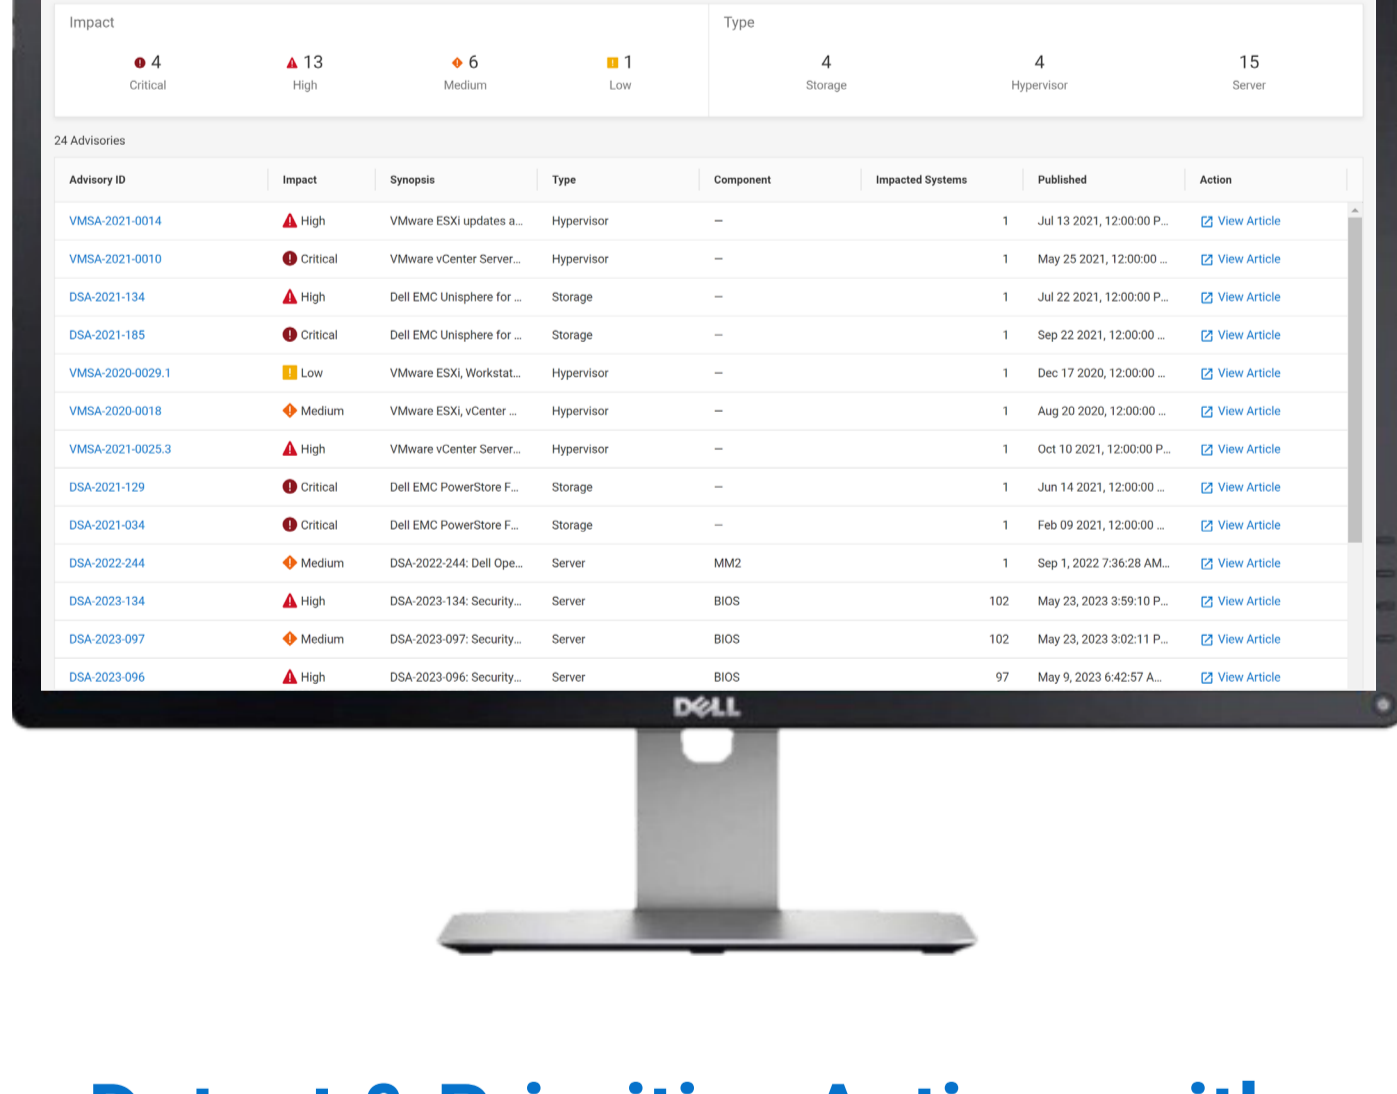 Impact Type
4 13 6 1 4 4 15
Critical High Medium Low Storage Hypervisor Server
24 Advisories
Advisory ID Impact Synopsis Type Component Impacted Systems Published Action
VMSA-2021-0014 High VMware ESXi updates a... Hypervisor – 1 Jul 13 2021, 12:00:00 P... View Article
VMSA-2021-0010 Critical VMware vCenter Server... Hypervisor – 1 May 25 2021, 12:00:00 ... View Article
DSA-2021-134 High Dell EMC Unisphere for ... Storage – 1 Jul 22 2021, 12:00:00 P... View Article
DSA-2021-185 Critical Dell EMC Unisphere for ... Storage – 1 Sep 22 2021, 12:00:00 ... View Article
VMSA-2020-0029.1 Low VMware ESXi, Workstat... Hypervisor – 1 Dec 17 2020, 12:00:00 ... View Article
VMSA-2020-0018 Medium VMware ESXi, vCenter ... Hypervisor – 1 Aug 20 2020, 12:00:00 ... View Article
VMSA-2021-0025.3 High VMware vCenter Server... Hypervisor – 1 Oct 10 2021, 12:00:00 P... View Article
DSA-2021-129 Critical Dell EMC PowerStore F... Storage – 1 Jun 14 2021, 12:00:00 ... View Article
DSA-2021-034 Critical Dell EMC PowerStore F... Storage – 1 Feb 09 2021, 12:00:00 ... View Article
DSA-2022-244 Medium DSA-2022-244: Dell Ope... Server MM2 1 Sep 1, 2022 7:36:28 AM... View Article
DSA-2023-134 High DSA-2023-134: Security... Server BIOS 102 May 23, 2023 3:59:10 P... View Article
DSA-2023-097 Medium DSA-2023-097: Security... Server BIOS 102 May 23, 2023 3:02:11 P... View Article
DSA-2023-096 High DSA-2023-096: Security... Server BIOS 97 May 9, 2023 6:42:57 A... View Article
DELL